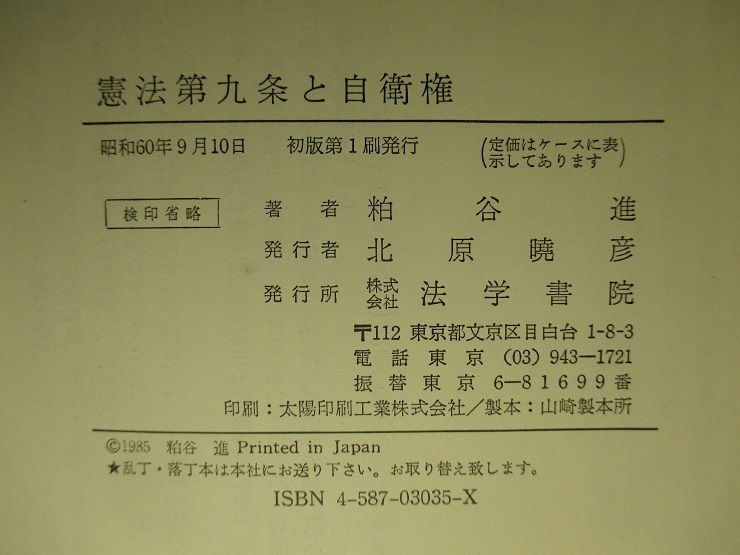 憲法第九条と自衛権
昭和60年9月10日 初版第1刷発行 (定価はケースに表示してあります)
検印省略
著者 粕谷進
発行者 北原曉彦
発行所 株式会社 法学書院
〒112 東京都文京区目白台 1-8-3
電話東京 (03) 943―1721
振替東京 6―81699番
印刷:太陽印刷工業株式会社/製本:山崎製本所
©1985 粕谷 進 Printed in Japan
★乱丁・落丁本は本社にお送り下さい。お取り替え致します。
ISBN 4-587-03035-X